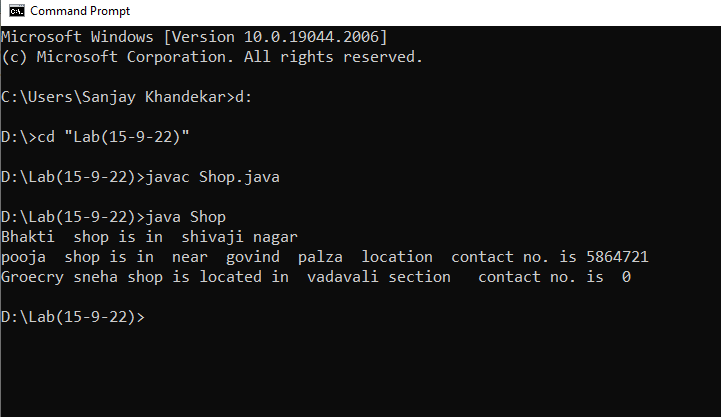 Command Prompt
Microsoft Windows [Version 10.0.19044.2006]
(c) Microsoft Corporation. All rights reserved.
C:\Users\Sanjay Khandekar>d:
D:\>cd "Lab(15-9-22)"
D:\Lab(15-9-22)>javac Shop.java
D:\Lab(15-9-22)>java Shop
Bhakti  shop is in  shivaji nagar
pooja  shop is in  near  govind  palza  location  contact no. is 5864721
Groecry sneha shop is located in  vadavali section   contact no. is  0
D:\Lab(15-9-22)>